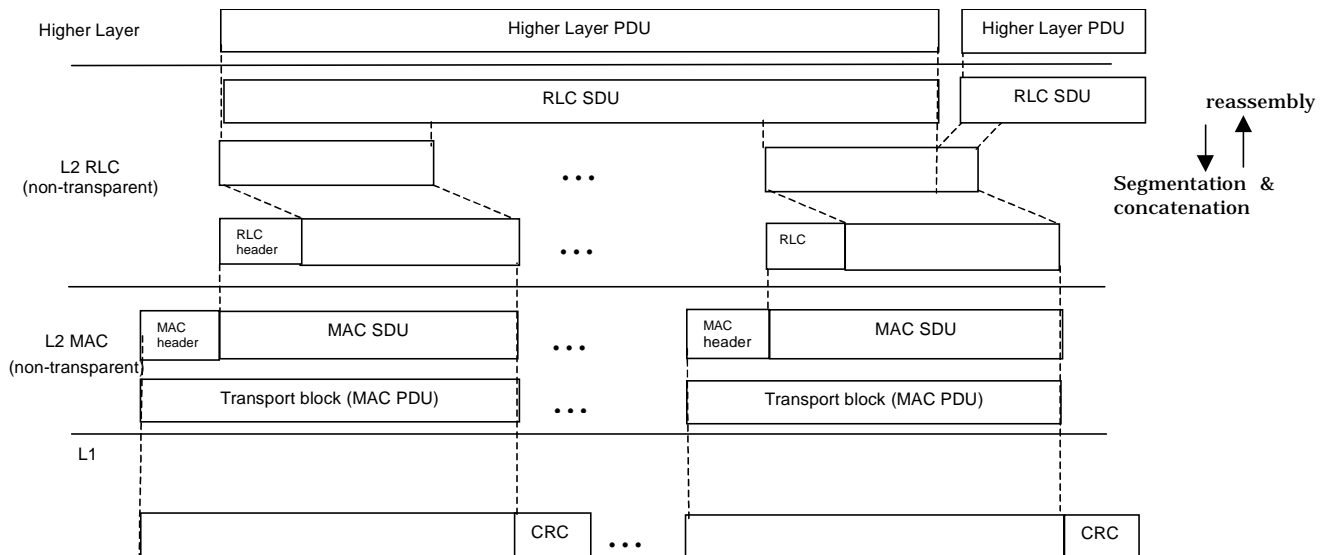 Higher Layer
Higher Layer PDU
Higher Layer PDU
RLC SDU
RLC SDU
reassembly
L2 RLC
(non-transparent)
...
Segmentation &
concatenation
RLC
header
...
RLC
L2 MAC
(non-transparent)
MAC
header
MAC SDU
...
MAC
header
MAC SDU
Transport block (MAC PDU)
...
Transport block (MAC PDU)
L1
CRC
...
CRC